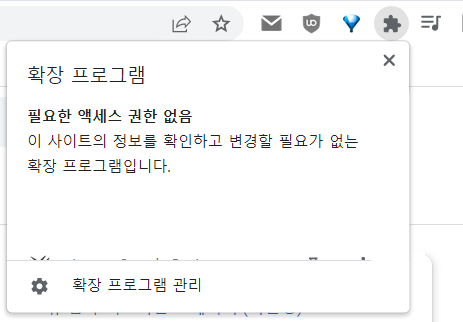 확장 프로그램
필요한 액세스 권한 없음
이 사이트의 정보를 확인하고 변경할 필요가 없는
확장 프로그램입니다.
확장 프로그램 관리